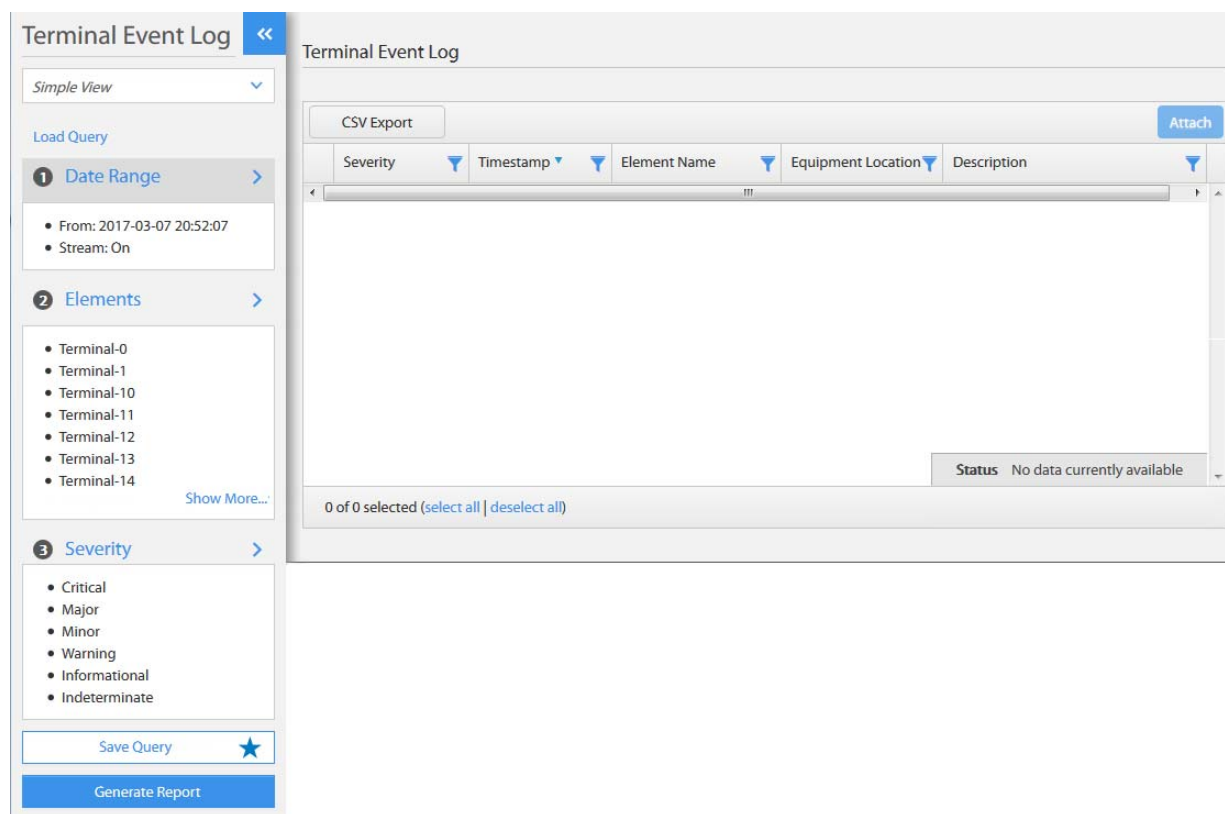 Terminal Event Log
Simple View
Load Query
1 Date Range
From: 2017-03-07 20:52:07
Stream: On
2 Elements
Terminal-0
Terminal-1
Terminal-10
Terminal-11
Terminal-12
Terminal-13
Terminal-14
Show More...
3 Severity
Critical
Major
Minor
Warning
Informational
Indeterminate
Save Query
Generate Report
Terminal Event Log
CSV Export
Attach
Severity Timestamp Element Name Equipment Location Description
Status No data currently available
0 of 0 selected (select all | deselect all)